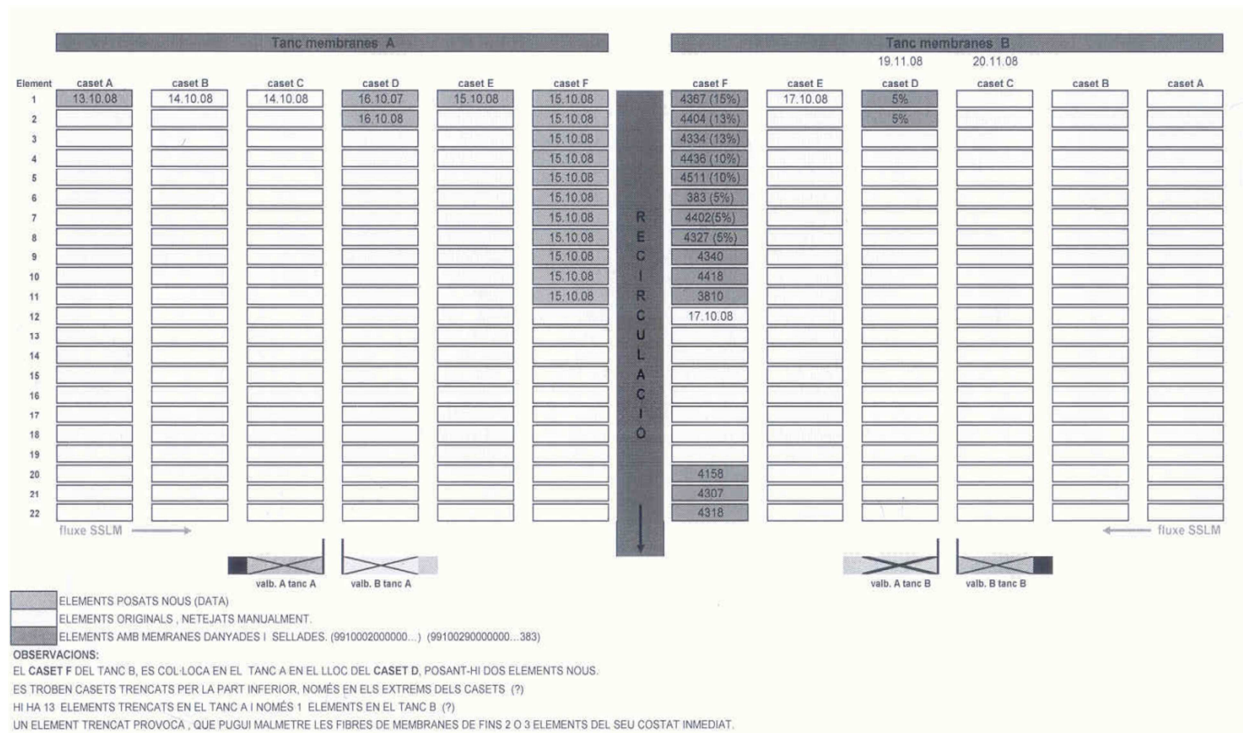 Tanc membranes A Tanc membranes B
19.11.08 20.11.08
Element caset A caset B caset C caset D caset E caset F caset F caset E caset D caset C caset B caset A
1 13.10.08 14.10.08 14.10.08 16.10.07 15.10.08 15.10.08 4367 (15%) 17.10.08 5%
2 16.10.08 15.10.08 4404 (13%) 5%
3 15.10.08 4334 (13%)
4 15.10.08 4436 (10%)
5 15.10.08 4511 (10%)
6 15.10.08 383 (5%)
7 15.10.08 4402(5%)
8 15.10.08 4327 (5%)
9 15.10.08 4340
10 15.10.08 4418
11 15.10.08 3810
12 17.10.08
13
14
15
16
17
18
19
20 4158
21 4307
22 4318
RECIRCULACIÓ
fluxe SSLM fluxe SSLM
valb. A tanc A valb. B tanc A valb. A tanc B valb. B tanc B
ELEMENTS POSATS NOUS (DATA)
ELEMENTS ORIGINALS , NETEJATS MANUALMENT.
ELEMENTS AMB MEMRANES DANYADES I SELLADES. (9910002000000...) (99100290000000...383)
OBSERVACIONS:
EL CASET F DEL TANC B, ES COL·LOCA EN EL TANC A EN EL LLOC DEL CASET D, POSANT-HI DOS ELEMENTS NOUS.
ES TROBEN CASETS TRENCATS PER LA PART INFERIOR, NOMÉS EN ELS EXTREMS DELS CASETS (?)
HI HA 13 ELEMENTS TRENCATS EN EL TANC A I NOMÉS 1 ELEMENTS EN EL TANC B (?)
UN ELEMENT TRENCAT PROVOCA , QUE PUGUI MALMETRE LES FIBRES DE MEMBRANES DE FINS 2 O 3 ELEMENTS DEL SEU COSTAT INMEDIAT.